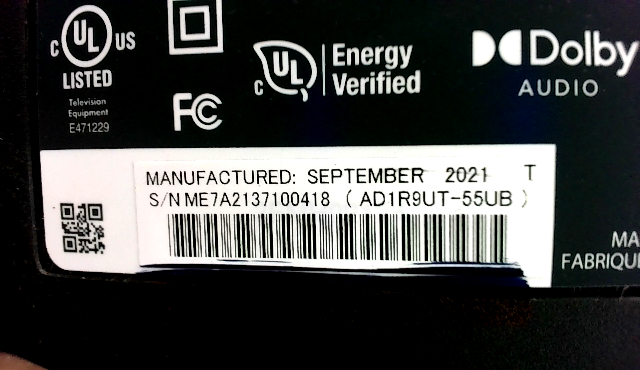 C UL US
LISTED
Television
Equipment
E471229
FC
C UL
Energy
Verified
Dolby
AUDIO
MANUFACTURED: SEPTEMBER 2021 T
S/N ME7A2137100418 ( AD1R9UT-55UB )
MA
FABRIQU